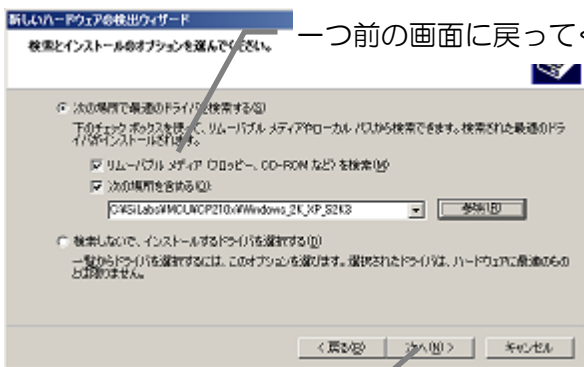 新しいハードウェアの検出ウィザード
一つ前の画面に戻って
検索とインストールのオプションを選んでください。
次の場所で最適のドライバを検索する(S)
下のチェック ボックスを使って、リムーバブル メディアやローカル パスから検索できます。検索された最適のドラ
イバがインストールされます。
リムーバブル メディア (フロッピー、CD-ROM など) を検索(M)
次の場所を含める(O):
C:¥SiLabs¥MCU¥CP210x¥Windows_2K_XP_S2K3
参照(R)
検索しないで、インストールするドライバを選択する(D)
一覧からドライバを選択するには、このオプションを選びます。選択されたドライバは、ハードウェアに最適のもの
とは限りません。
< 戻る(B)
次へ(N) >
キャンセル